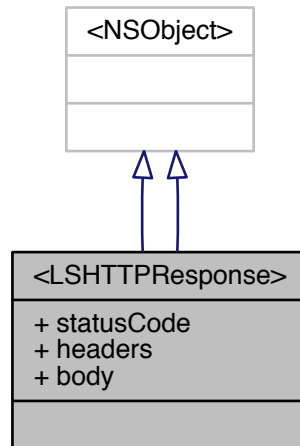 <NSObject>
<LSHTTPResponse>
+ statusCode
+ headers
+ body